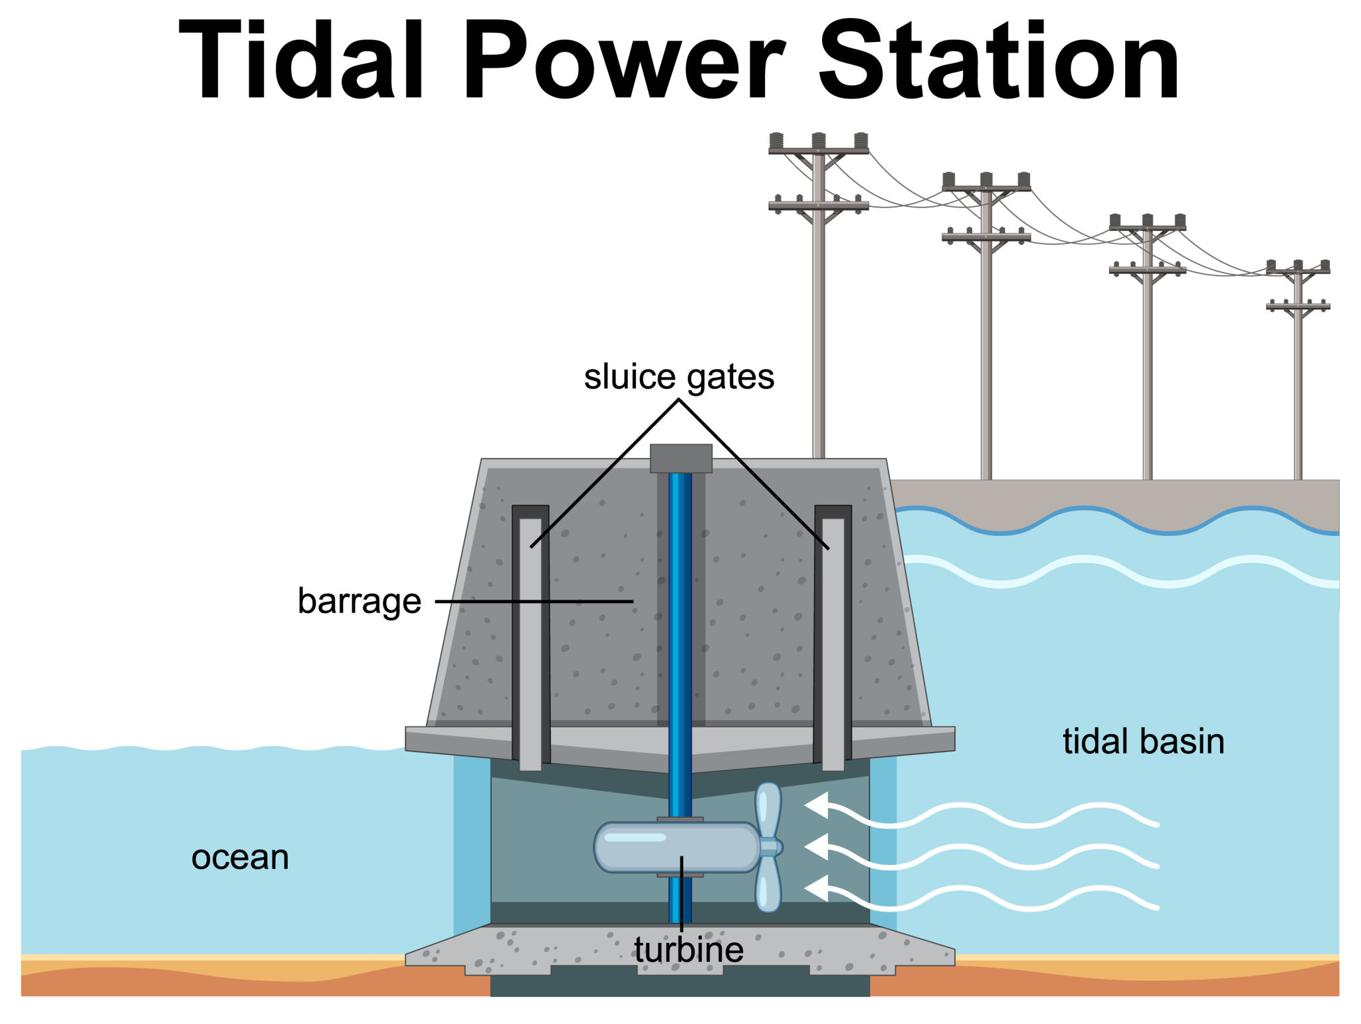 Tidal Power Station
sluice gates
barrage
tidal basin
ocean
turbine